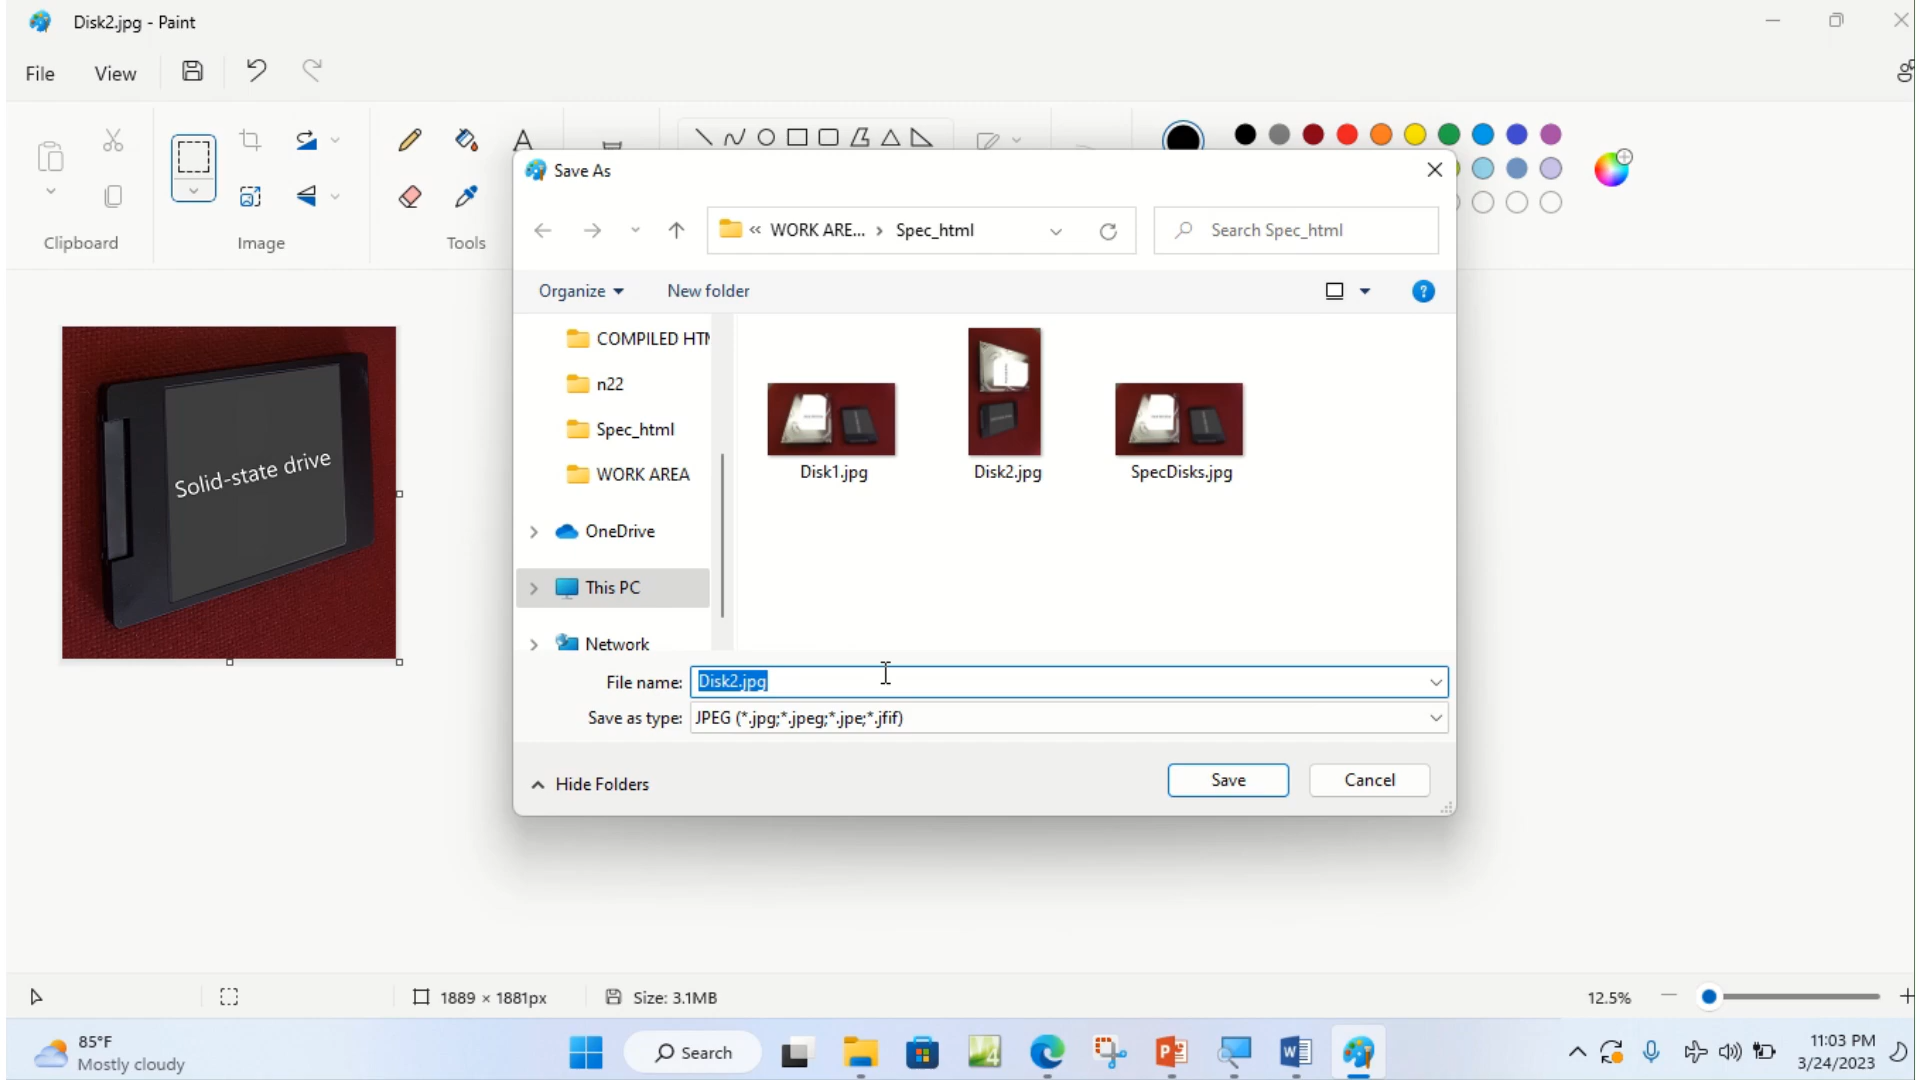 Disk2.jpg - Paint
File
View
Clipboard
Image
Tools
Save As
« WORK ARE... › Spec_html
Search Spec_html
Organize
New folder
?
COMPILED HTM
n22
Spec_html
WORK AREA
OneDrive
This PC
Network
Disk1.jpg
Disk2.jpg
SpecDisks.jpg
Solid-state drive
File name: Disk2.jpg
Save as type: JPEG (*.jpg;*.jpeg;*.jpe;*.jfif)
Hide Folders
Save
Cancel
1889 × 1881px
Size: 3.1MB
12.5%
85°F
Mostly cloudy
Search
11:03 PM
3/24/2023